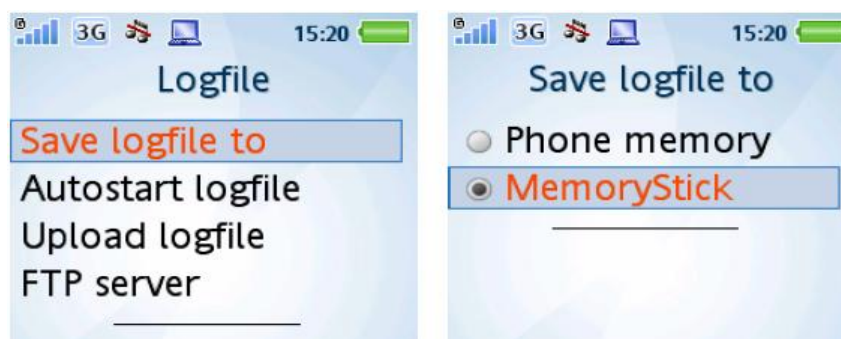 3G 15:20
Logfile
Save logfile to
Autostart logfile
Upload logfile
FTP server
3G 15:20
Save logfile to
Phone memory
MemoryStick